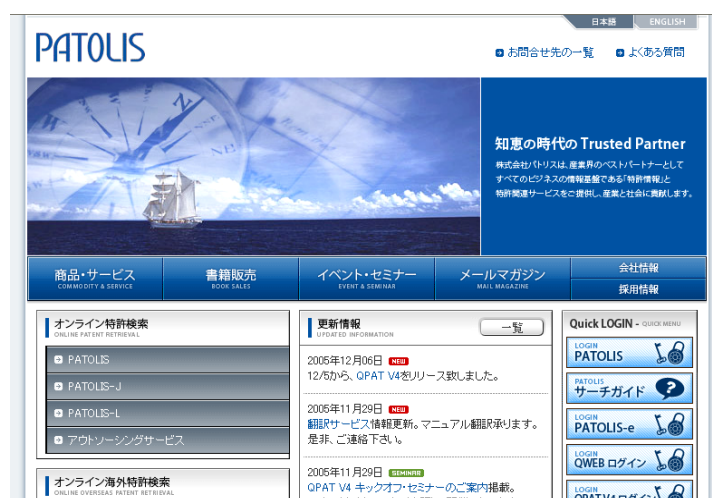 日本語 ENGLISH
PATOLIS
お問合せ先の一覧 よくある質問
知恵の時代の Trusted Partner
株式会社パトリスは、産業界のベストパートナーとして
すべてのビジネスの情報基盤である「特許情報」と
特許関連サービスをご提供し、産業と社会に貢献します。
商品・サービス
COMMODITY & SERVICE
書籍販売
BOOK SALES
イベント・セミナー
EVENT & SEMINAR
メールマガジン
MAIL MAGAZINE
会社情報
採用情報
オンライン特許検索
ONLINE PATENT RETRIEVAL
PATOLIS
PATOLIS-J
PATOLIS-L
アウトソーシングサービス
オンライン海外特許検索
ONLINE OVERSEAS PATENT RETRIEVAL
更新情報
UPDATED INFORMATION
一覧
2005年12月06日 NEW
12/5から、QPAT V4をリリース致しました。
2005年11月29日 NEW
翻訳サービス情報更新。マニュアル翻訳承ります。
是非、ご連絡下さい。
2005年11月29日 SEMINAR
QPAT V4 キックオフ・セミナーのご案内掲載。
Quick LOGIN - QUICK MENU
LOGIN
PATOLIS
PATOLIS
サーチガイド
LOGIN
PATOLIS-e
LOGIN
QWEB ログイン
LOGIN
QPAT V4 ログイン